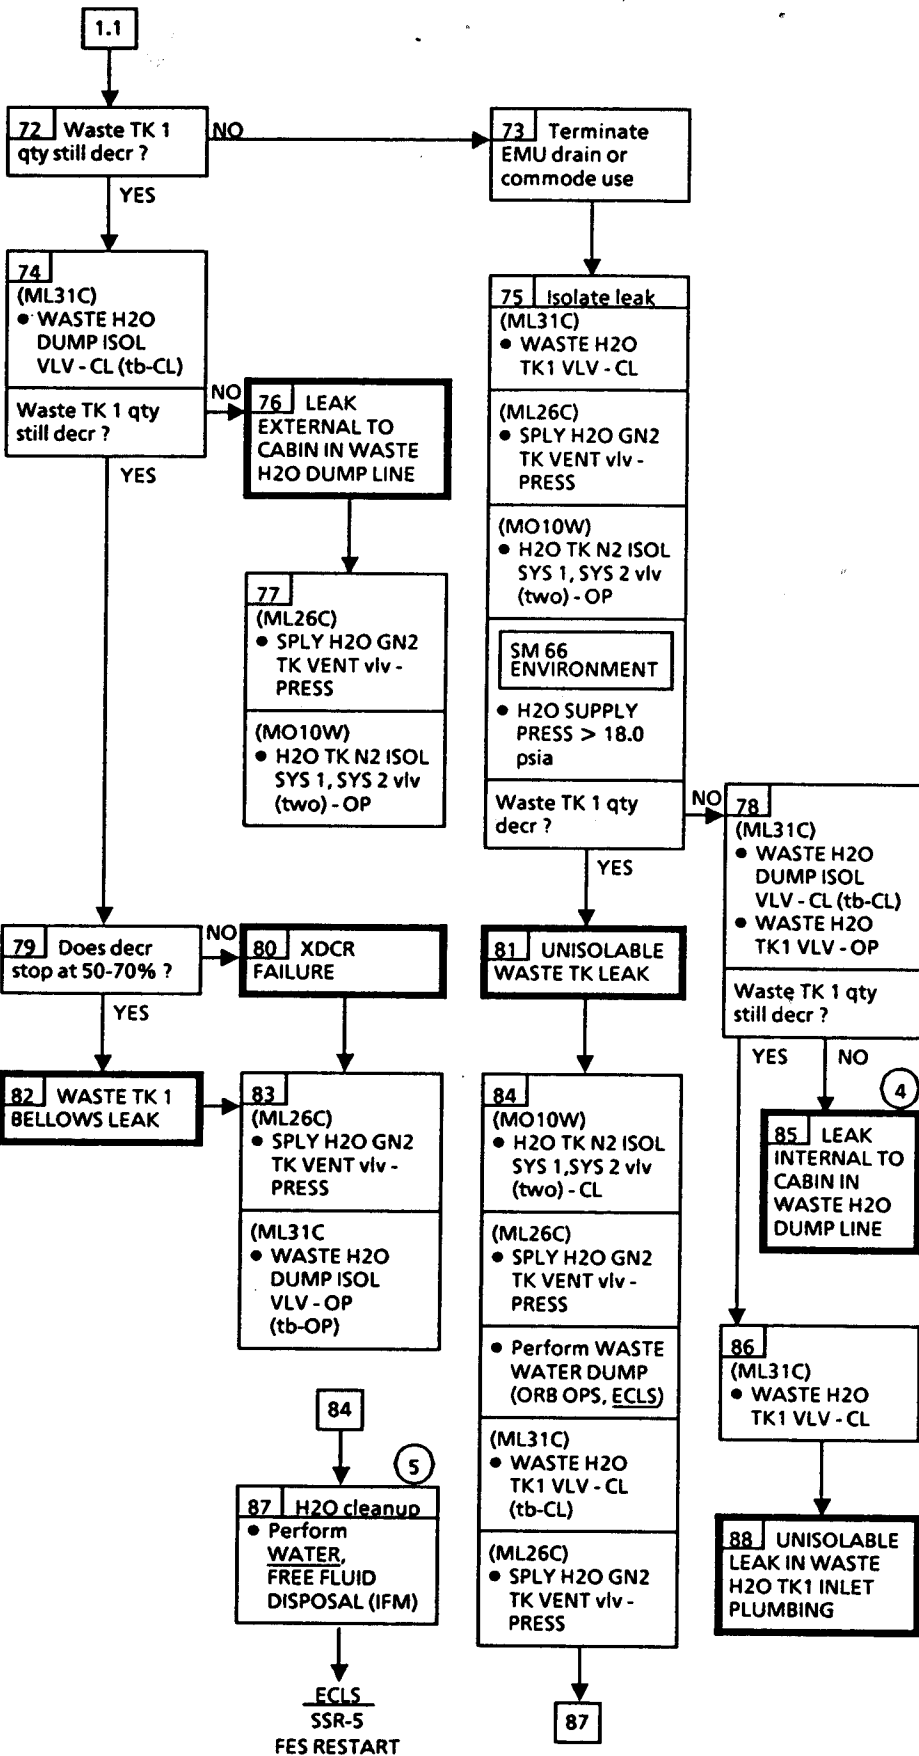 1.1
72 Waste TK 1
qty still decr ?
NO
YES
73 Terminate
EMU drain or
commode use
74
(ML31C)
• WASTE H2O
DUMP ISOL
VLV - CL (tb-CL)
Waste TK 1 qty
still decr ?
NO
YES
75 Isolate leak
(ML31C)
• WASTE H2O
TK1 VLV - CL
(ML26C)
• SPLY H2O GN2
TK VENT vlv -
PRESS
(MO10W)
• H2O TK N2 ISOL
SYS 1, SYS 2 vlv
(two) - OP
SM 66
ENVIRONMENT
• H2O SUPPLY
PRESS > 18.0
psia
Waste TK 1 qty
decr ?
NO
YES
76 LEAK
EXTERNAL TO
CABIN IN WASTE
H2O DUMP LINE
77
(ML26C)
• SPLY H2O GN2
TK VENT vlv -
PRESS
(MO10W)
• H2O TK N2 ISOL
SYS 1, SYS 2 vlv
(two) - OP
78
(ML31C)
• WASTE H2O
DUMP ISOL
VLV - CL (tb-CL)
• WASTE H2O
TK1 VLV - OP
Waste TK 1 qty
still decr ?
YES
NO
79 Does decr
stop at 50-70% ?
NO
YES
80 XDCR
FAILURE
81 UNISOLABLE
WASTE TK LEAK
82 WASTE TK 1
BELLOWS LEAK
83
(ML26C)
• SPLY H2O GN2
TK VENT vlv -
PRESS
(ML31C
• WASTE H2O
DUMP ISOL
VLV - OP
(tb-OP)
84
(MO10W)
• H2O TK N2 ISOL
SYS 1,SYS 2 vlv
(two) - CL
(ML26C)
• SPLY H2O GN2
TK VENT vlv -
PRESS
• Perform WASTE
WATER DUMP
(ORB OPS, ECLS)
(ML31C)
• WASTE H2O
TK1 VLV - CL
(tb-CL)
(ML26C)
• SPLY H2O GN2
TK VENT vlv -
PRESS
87
4
85 LEAK
INTERNAL TO
CABIN IN
WASTE H2O
DUMP LINE
86
(ML31C)
• WASTE H2O
TK1 VLV - CL
88 UNISOLABLE
LEAK IN WASTE
H2O TK1 INLET
PLUMBING
84
5
87 H2O cleanup
• Perform
WATER,
FREE FLUID
DISPOSAL (IFM)
ECLS
SSR-5
FES RESTART